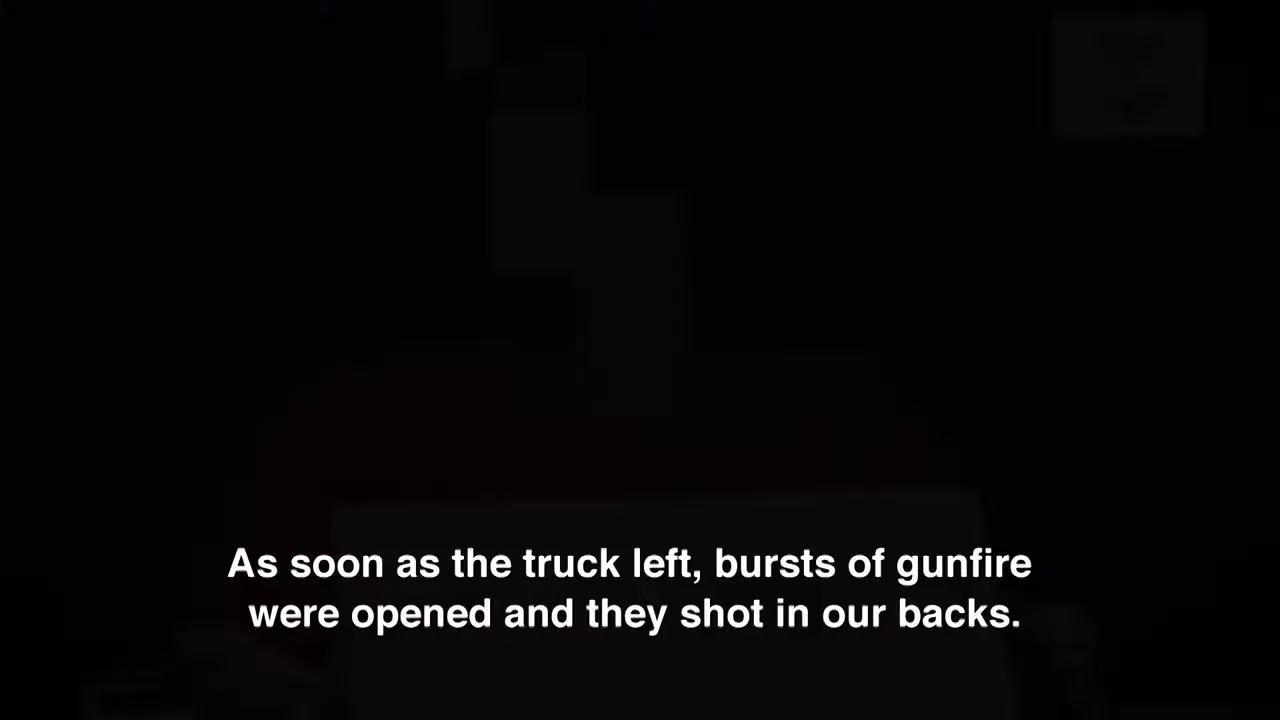 As soon as the truck left, bursts of gunfire
were opened and they shot in our backs.